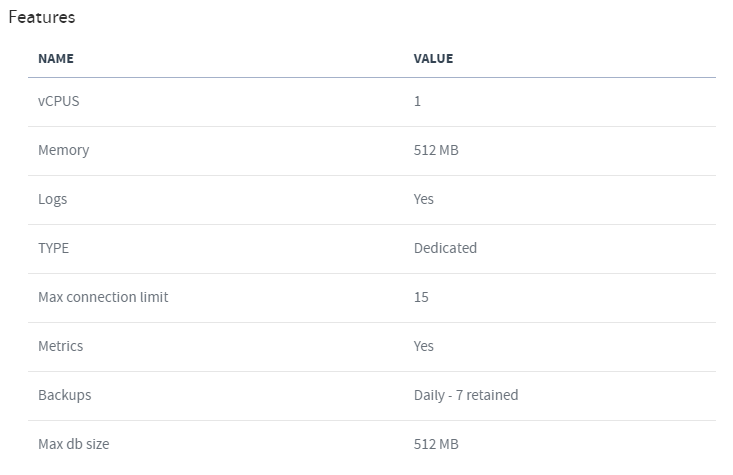 Features
NAME VALUE
vCPUS 1
Memory 512 MB
Logs Yes
TYPE Dedicated
Max connection limit 15
Metrics Yes
Backups Daily - 7 retained
Max db size 512 MB